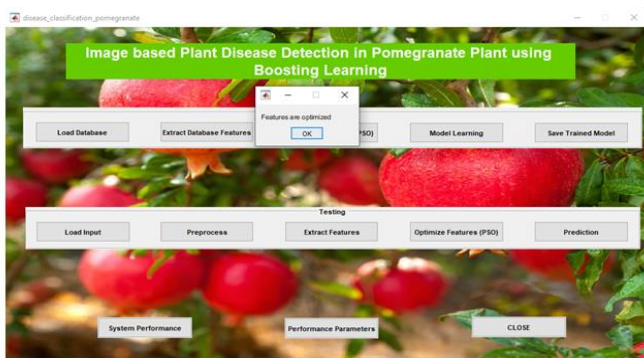 disease_classification_pomegranate
Image based Plant Disease Detection in Pomegranate Plant using
Boosting Learning
Features are optimized
OK
Load Database
Extract Database Features
PSO)
Model Learning
Save Trained Model
Testing
Load Input
Preprocess
Extract Features
Optimize Features (PSO)
Prediction
System Performance
Performance Parameters
CLOSE